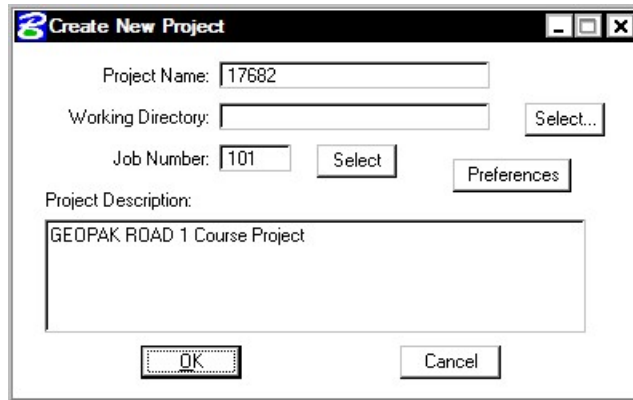 Create New Project
Project Name: 17682
Working Directory: Select...
Job Number: 101 Select
Preferences
Project Description:
GEOPAK ROAD 1 Course Project
OK Cancel